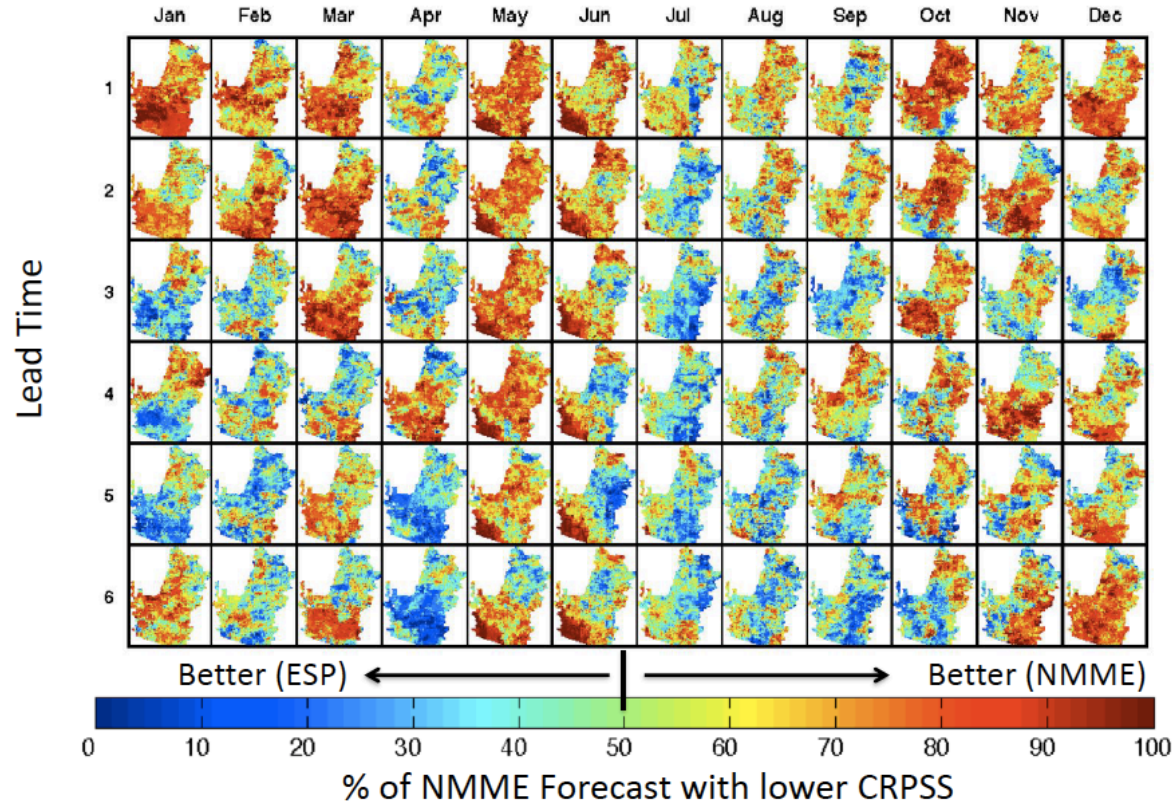 Jan Feb Mar Apr May Jun Jul Aug Sep Oct Nov Dec
Lead Time
1
2
3
4
5
6
Better (ESP) Better (NMME)
0 10 20 30 40 50 60 70 80 90 100
% of NMME Forecast with lower CRPSS